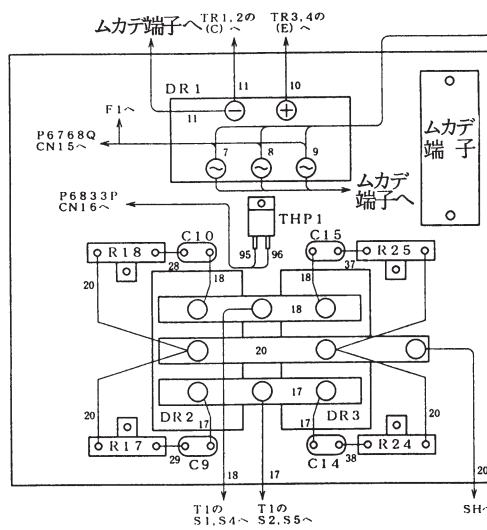 ムカデ端子へ
TR1,2の
(C) へ
TR3,4の
(E) へ
DR1
11
10
11
−
+
F1へ
P6768Q
CN15へ
7
8
9
~
~
~
ムカデ
端子
ムカデ
端子へ
P6833P
CN16へ
THP1
95
96
C10
C15
R18
R25
28
37
18
18
20
18
20
17
DR2
DR3
20
20
17
17
R17
R24
29
C9
C14
38
18
17
20
T1の
S1,S4へ
T1の
S2,S5へ
SHへ